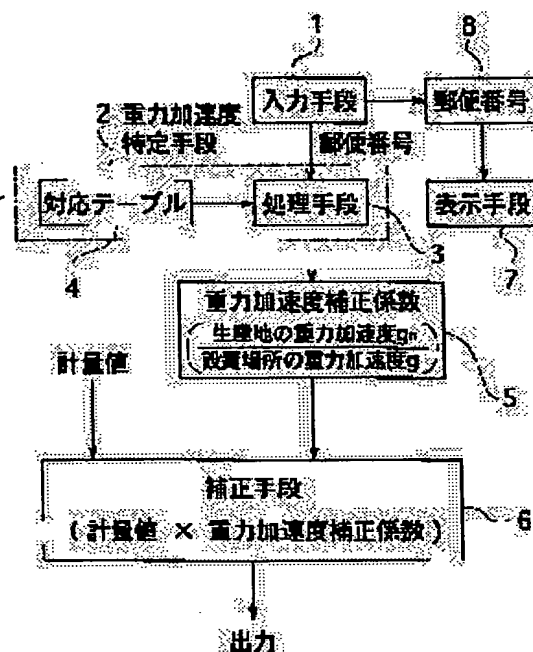 1
8
入力手段
郵便番号
2 重力加速度
特定手段
郵便番号
対応テーブル
処理手段
表示手段
4
3
7
重力加速度補正係数
(生産地の重力加速度gn
設置場所の重力加速度g)
計量値
5
補正手段
(計量値 × 重力加速度補正係数)
6
出力